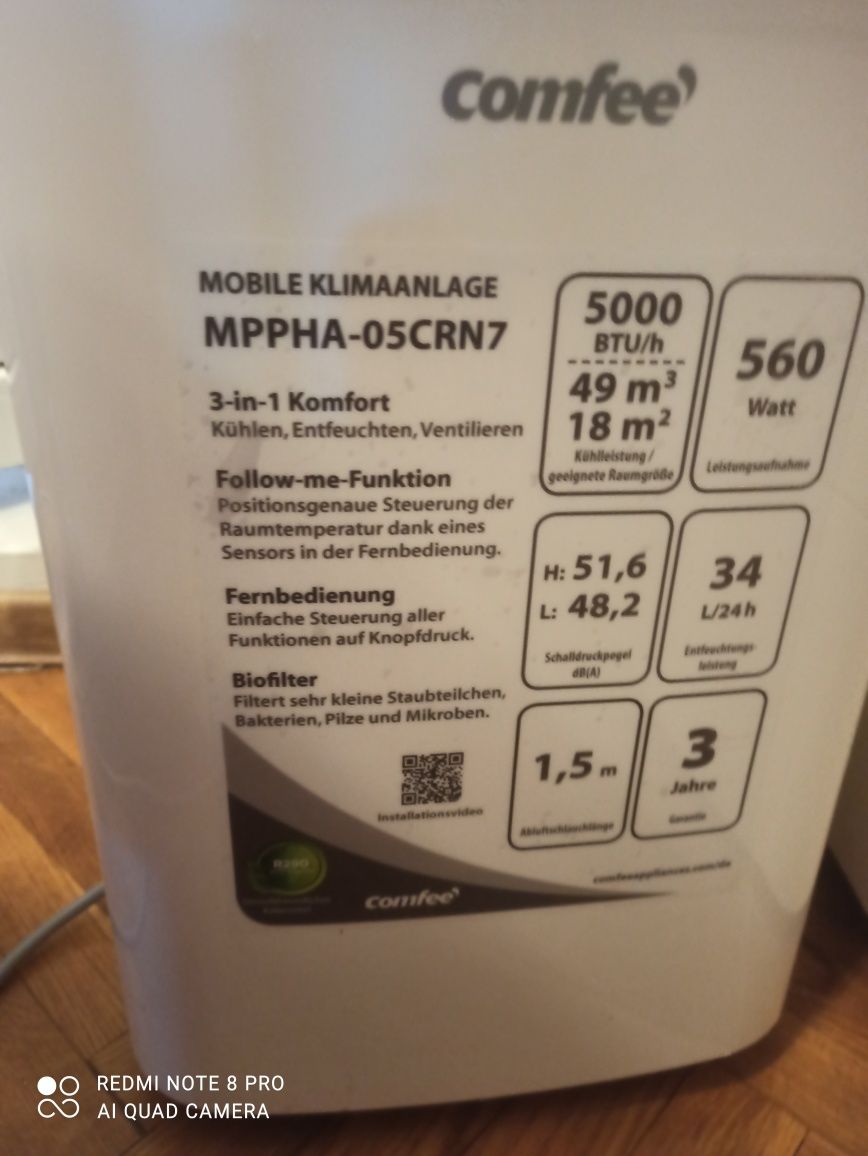 comfee'
MOBILE KLIMAANLAGE
MPPHA-05CRN7
3-in-1 Komfort
Kühlen, Entfeuchten, Ventilieren
Follow-me-Funktion
Positionsgenaue Steuerung der
Raumtemperatur dank eines
Sensors in der Fernbedienung.
Fernbedienung
Einfache Steuerung aller
Funktionen auf Knopfdruck.
Biofilter
Filtert sehr kleine Staubteilchen,
Bakterien, Pilze und Mikroben.
Installationsvideo
5000
BTU/h
49 m³
18 m²
Kühlleistung /
geeignete Raumgröße
560
Watt
Leistungsaufnahme
H: 51,6
L: 48,2
Schalldruckpegel
dB(A)
34
L/24h
Entfeuchtungs-
leistung
1,5 m
Abluftschlauchlänge
3
Jahre
Garantie
R290
comfee'
comfeeappliances.com/de
REDMI NOTE 8 PRO
AI QUAD CAMERA